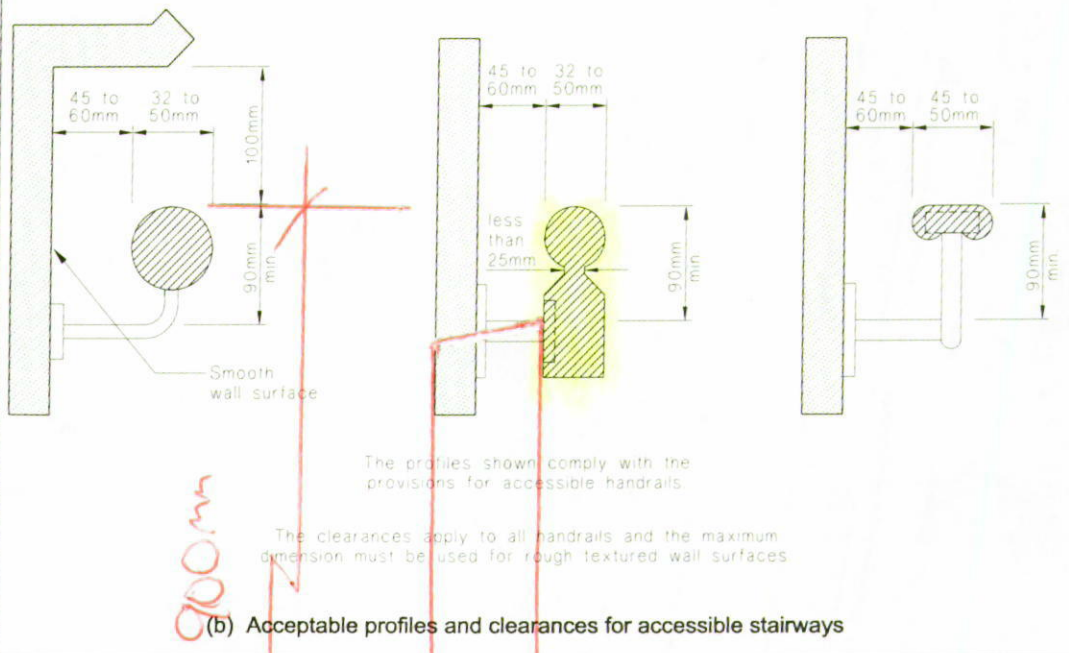 45 to
60mm
32 to
50mm
100mm
90mm
min
Smooth
wall surface
45 to
60mm
32 to
50mm
less
than
25mm
90mm
min
45 to
60mm
45 to
50mm
90mm
min
The profiles shown comply with the
provisions for accessible handrails.
The clearances apply to all handrails and the maximum
dimension must be used for rough textured wall surfaces
900mm
(b) Acceptable profiles and clearances for accessible stairways